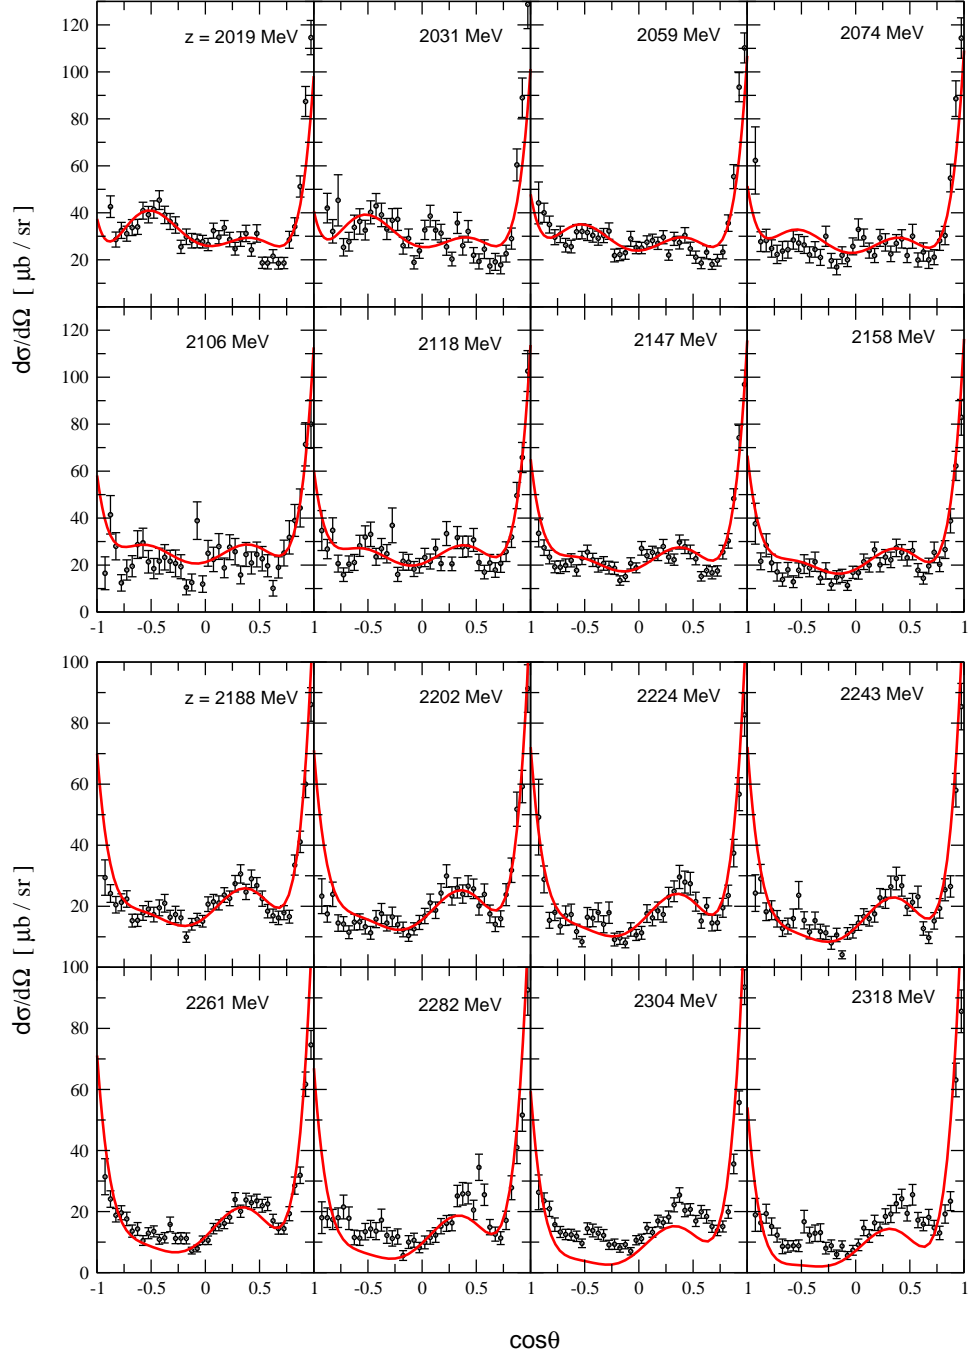 120
100
80
60
40
20
z = 2019 MeV
2031 MeV
2059 MeV
2074 MeV
dσ/dΩ [ μb / sr]
120
100
80
60
40
20
0
2106 MeV
2118 MeV
2147 MeV
2158 MeV
-1 -0.5 0 0.5 1 -0.5 0 0.5 1 -0.5 0 0.5 1 -0.5 0 0.5 1
100
80
60
40
20
z = 2188 MeV
2202 MeV
2224 MeV
2243 MeV
dσ/dΩ [ μb / sr]
100
80
60
40
20
0
2261 MeV
2282 MeV
2304 MeV
2318 MeV
-1 -0.5 0 0.5 1 -0.5 0 0.5 1 -0.5 0 0.5 1 -0.5 0 0.5 1
cosθ